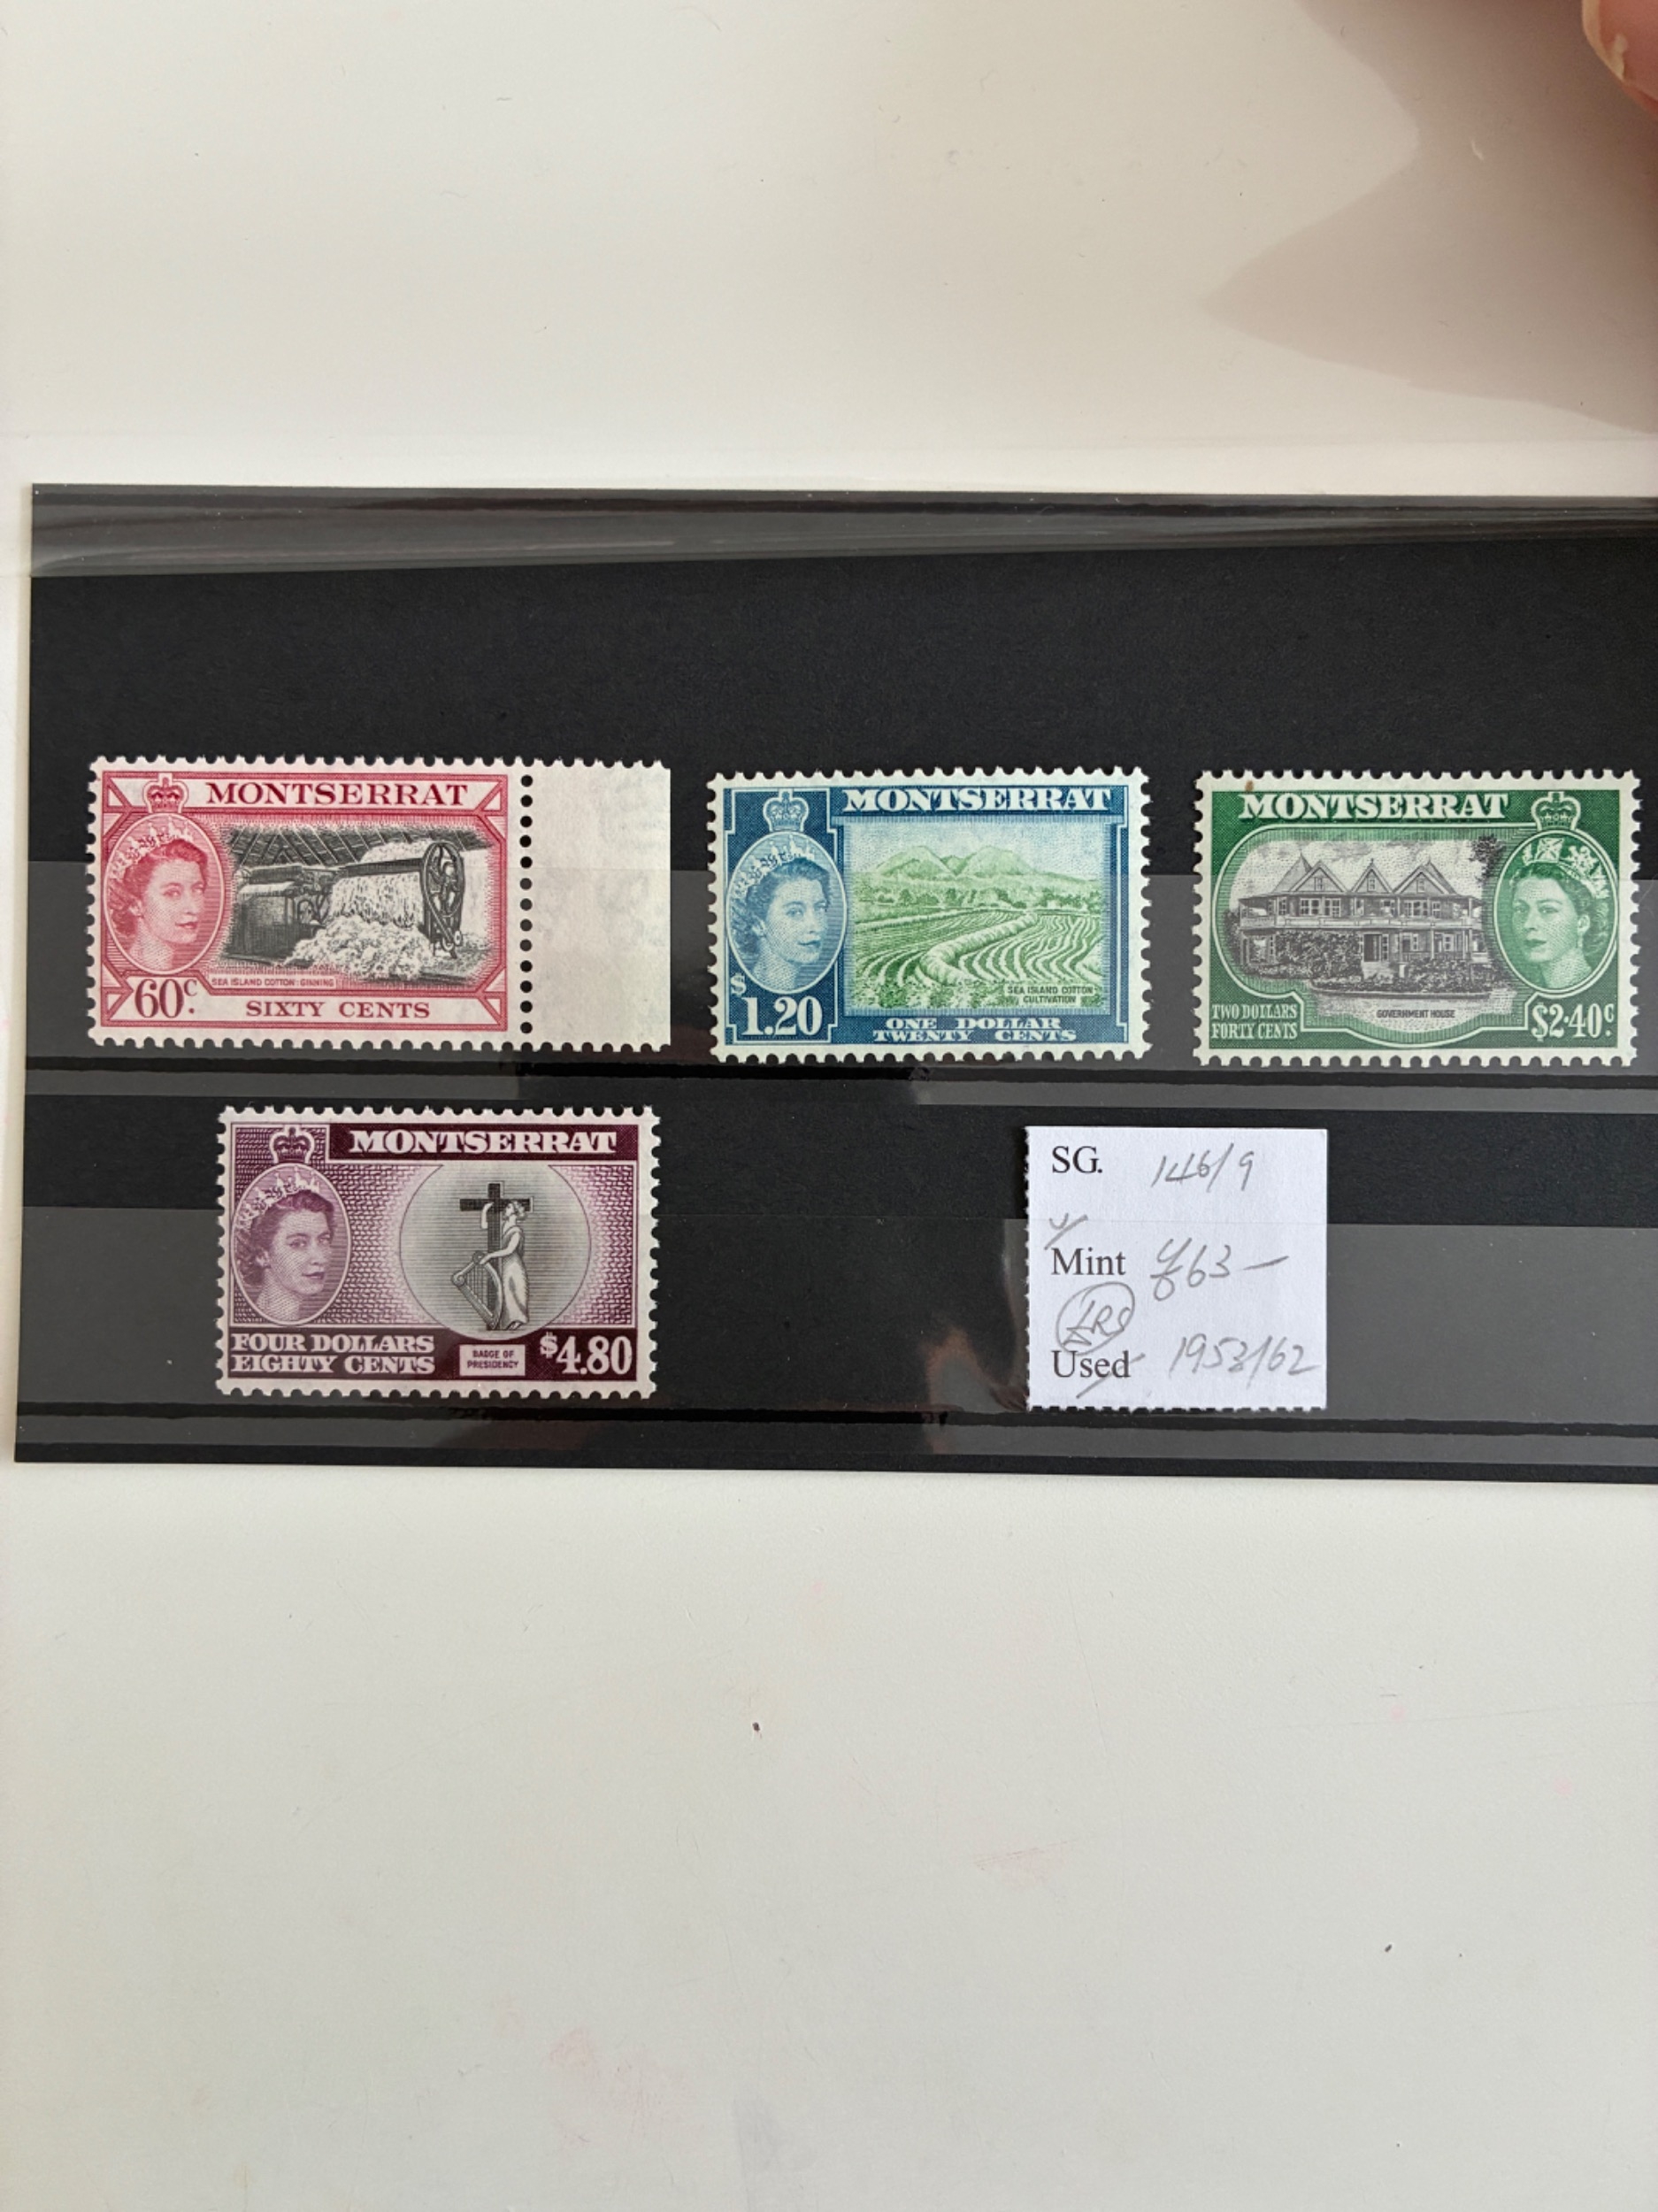 MONTSERRAT
SEA ISLAND COTTON: GINNING
60c.
SIXTY CENTS
MONTSERRAT
SEA ISLAND COTTON
CULTIVATION
$1.20
ONE DOLLAR
TWENTY CENTS
MONTSERRAT
TWO DOLLARS
FORTY CENTS
GOVERNMENT HOUSE
$2.40c.
MONTSERRAT
FOUR DOLLARS
EIGHTY CENTS
BADGE OF
PRESIDENCY
$4.80
SG. 146/9
Mint £63-
Used 1953/62